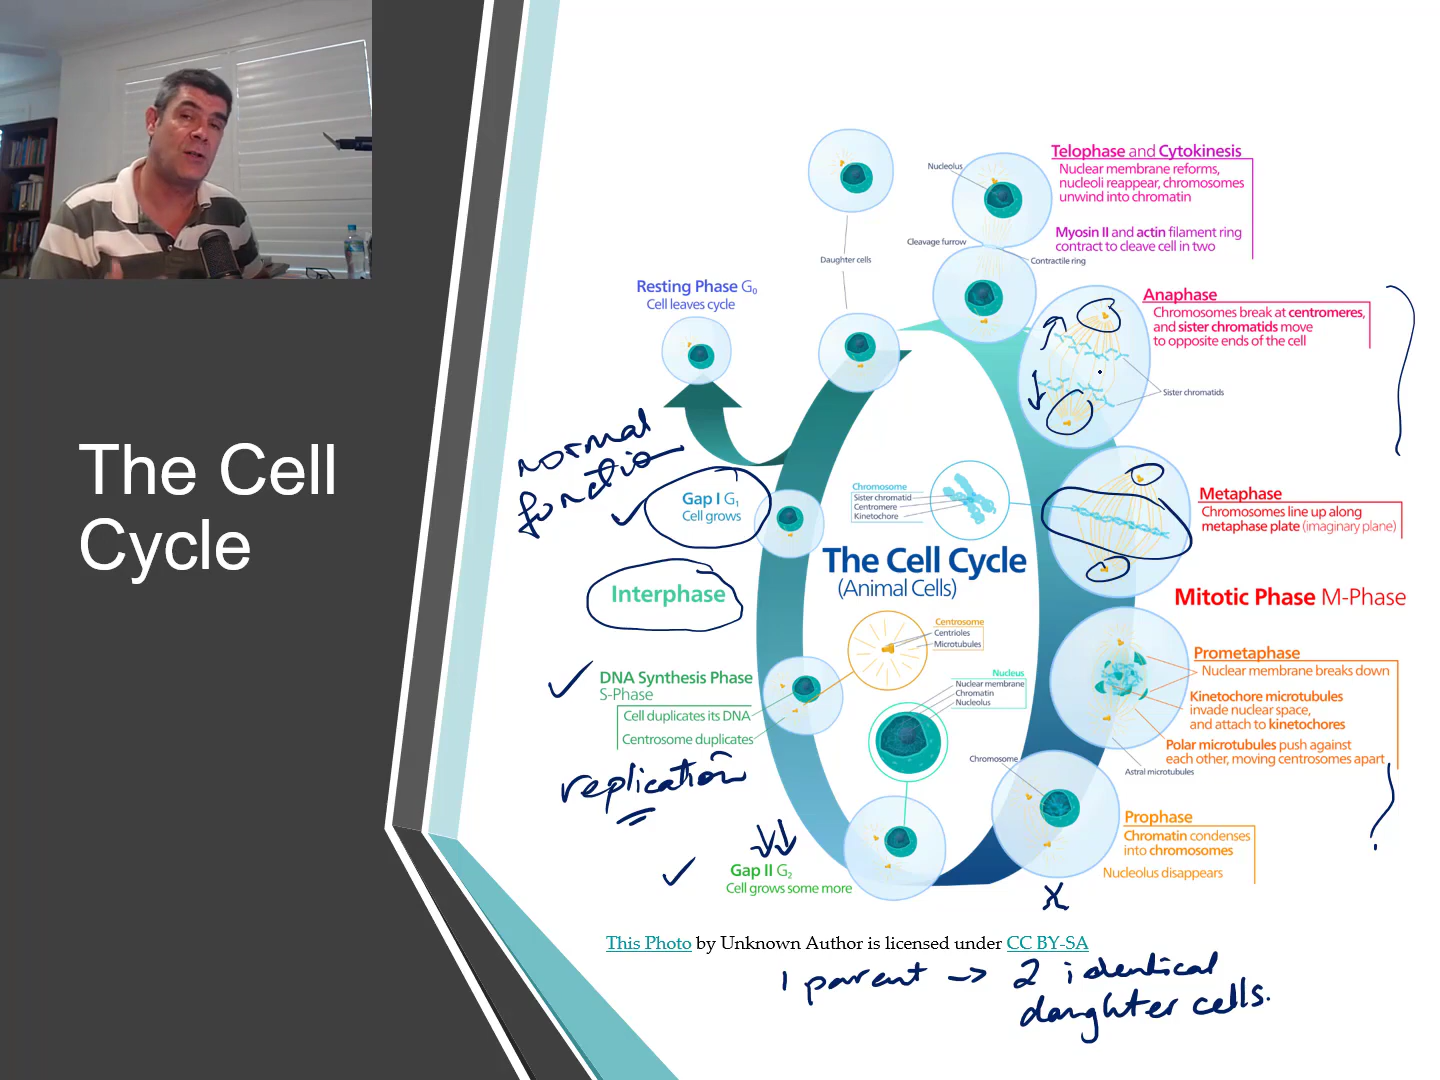 The Cell
Cycle
Nucleolus
Telophase and Cytokinesis
Nuclear membrane reforms,
nucleoli reappear, chromosomes
unwind into chromatin
Myosin II and actin filament ring
contract to cleave cell in two
Cleavage furrow
Contractile ring
Daughter cells
Resting Phase G₀
Cell leaves cycle
Anaphase
Chromosomes break at centromeres,
and sister chromatids move
to opposite ends of the cell
Sister chromatids
normal
function
Gap I G₁
Cell grows
Chromosome
Sister chromatid
Centromere
Kinetochore
Metaphase
Chromosomes line up along
metaphase plate (imaginary plane)
The Cell Cycle
(Animal Cells)
Interphase
Mitotic Phase M-Phase
Centrosome
Centrioles
Microtubules
DNA Synthesis Phase
S-Phase
Cell duplicates its DNA
Centrosome duplicates
Nucleus
Nuclear membrane
Chromatin
Nucleolus
Prometaphase
Nuclear membrane breaks down
Kinetochore microtubules
invade nuclear space,
and attach to kinetochores
Polar microtubules push against
each other, moving centrosomes apart
Astral microtubules
replication
Chromosome
Prophase
Chromatin condenses
into chromosomes
Nucleolus disappears
Gap II G₂
Cell grows some more
X
This Photo by Unknown Author is licensed under CC BY-SA
1 parent -> 2 identical
daughter cells.